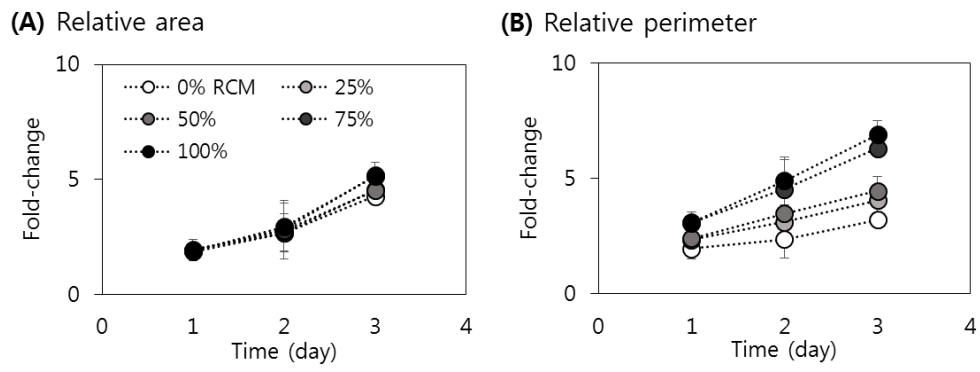 (A) Relative area
10
5
0
Fold-change
0% RCM
25%
50%
75%
100%
0 1 2 3 4
Time (day)
(B) Relative perimeter
10
5
0
Fold-change
0 1 2 3 4
Time (day)